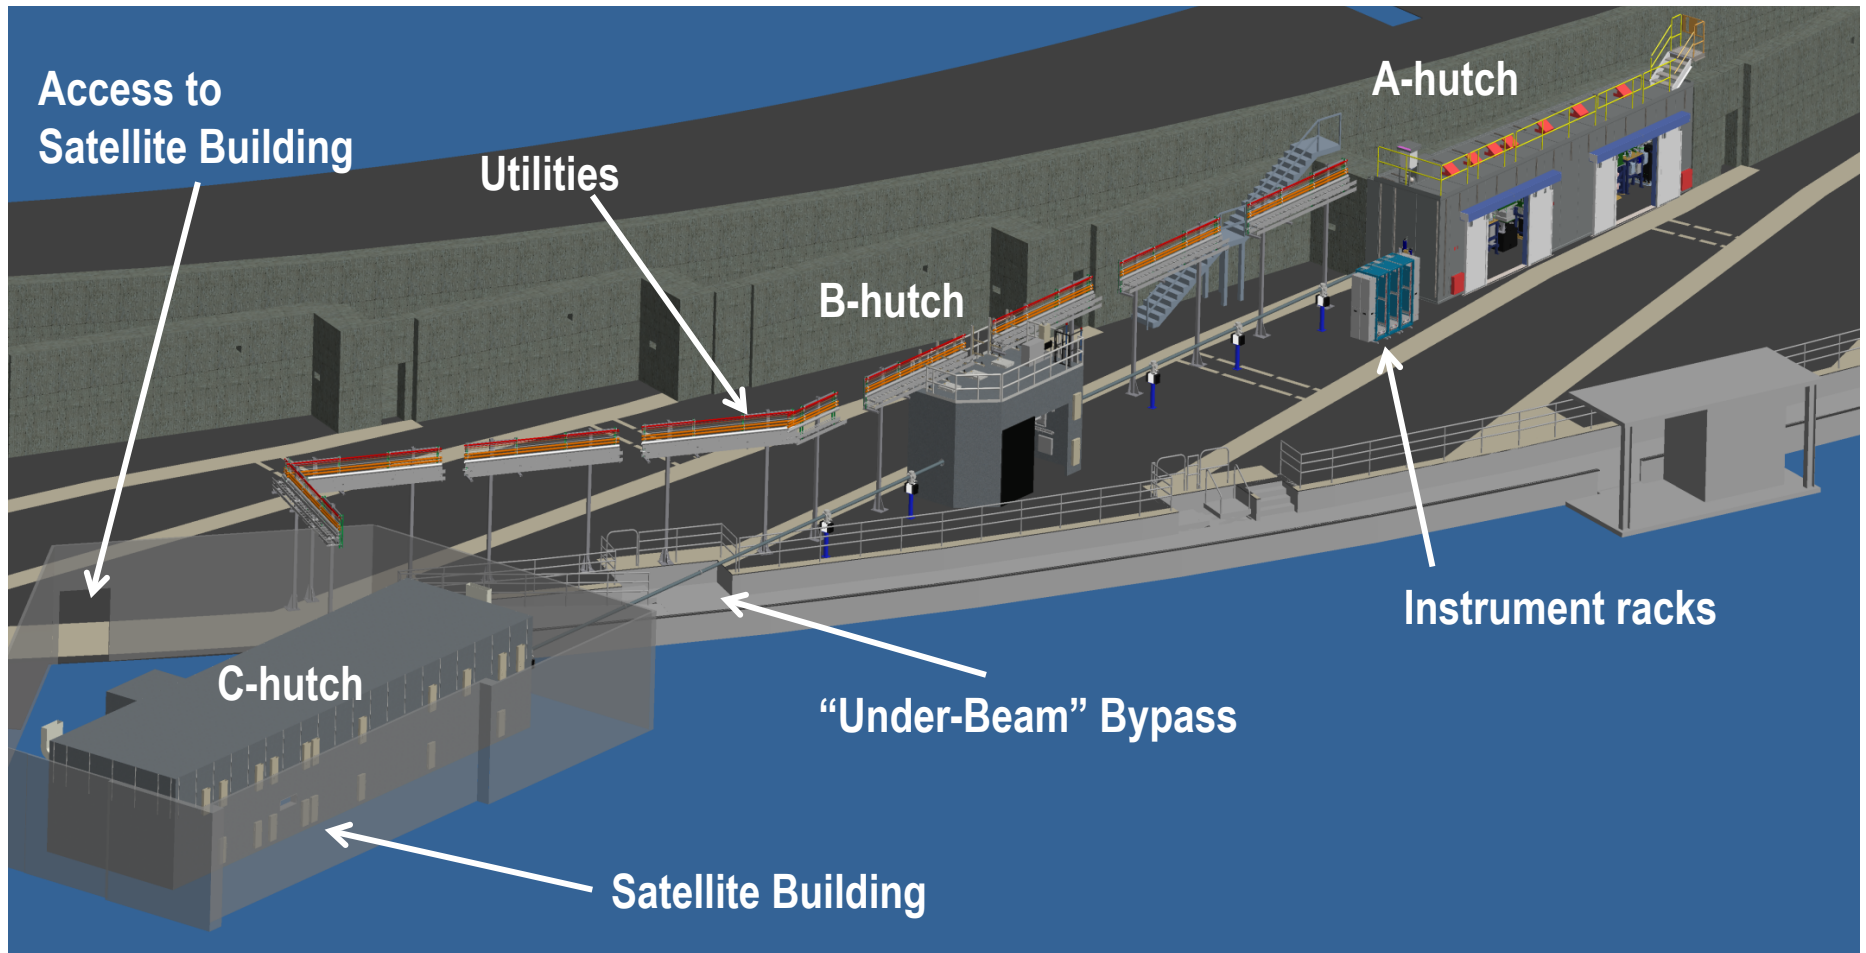 Access to
Satellite Building
Utilities
A-hutch
B-hutch
Instrument racks
C-hutch
“Under-Beam” Bypass
Satellite Building